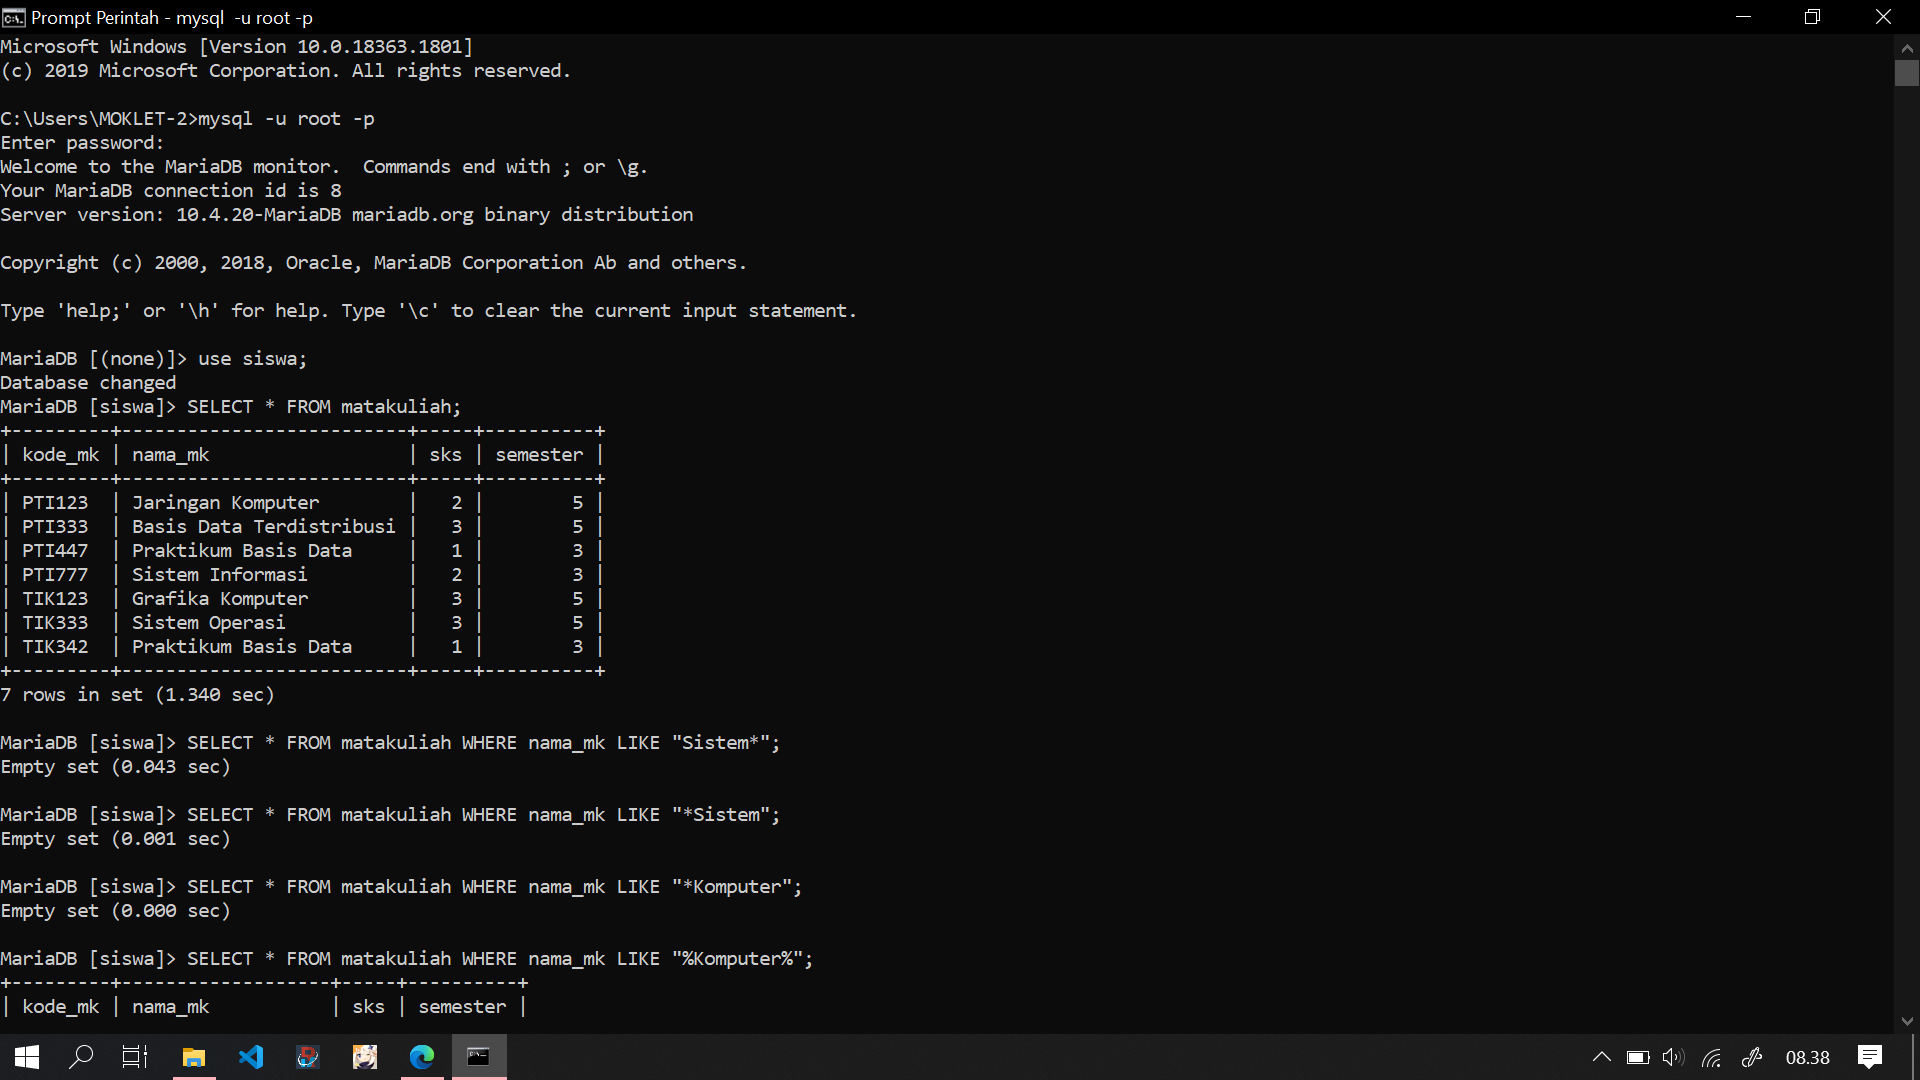 Prompt Perintah - mysql  -u root -p
Microsoft Windows [Version 10.0.18363.1801]
(c) 2019 Microsoft Corporation. All rights reserved.
C:\Users\MOKLET-2>mysql -u root -p
Enter password:
Welcome to the MariaDB monitor.  Commands end with ; or \g.
Your MariaDB connection id is 8
Server version: 10.4.20-MariaDB mariadb.org binary distribution
Copyright (c) 2000, 2018, Oracle, MariaDB Corporation Ab and others.
Type 'help;' or '\h' for help. Type '\c' to clear the current input statement.
MariaDB [(none)]> use siswa;
Database changed
MariaDB [siswa]> SELECT * FROM matakuliah;
+---------+--------------------------+-----+----------+
| kode_mk | nama_mk                  | sks | semester |
+---------+--------------------------+-----+----------+
| PTI123  | Jaringan Komputer        |   2 |        5 |
| PTI333  | Basis Data Terdistribusi |   3 |        5 |
| PTI447  | Praktikum Basis Data     |   1 |        3 |
| PTI777  | Sistem Informasi         |   2 |        3 |
| TIK123  | Grafika Komputer         |   3 |        5 |
| TIK333  | Sistem Operasi           |   3 |        5 |
| TIK342  | Praktikum Basis Data     |   1 |        3 |
+---------+--------------------------+-----+----------+
7 rows in set (1.340 sec)
MariaDB [siswa]> SELECT * FROM matakuliah WHERE nama_mk LIKE "Sistem*";
Empty set (0.043 sec)
MariaDB [siswa]> SELECT * FROM matakuliah WHERE nama_mk LIKE "*Sistem";
Empty set (0.001 sec)
MariaDB [siswa]> SELECT * FROM matakuliah WHERE nama_mk LIKE "*Komputer";
Empty set (0.000 sec)
MariaDB [siswa]> SELECT * FROM matakuliah WHERE nama_mk LIKE "%Komputer%";
+---------+-------------------+-----+----------+
| kode_mk | nama_mk           | sks | semester |
08.38